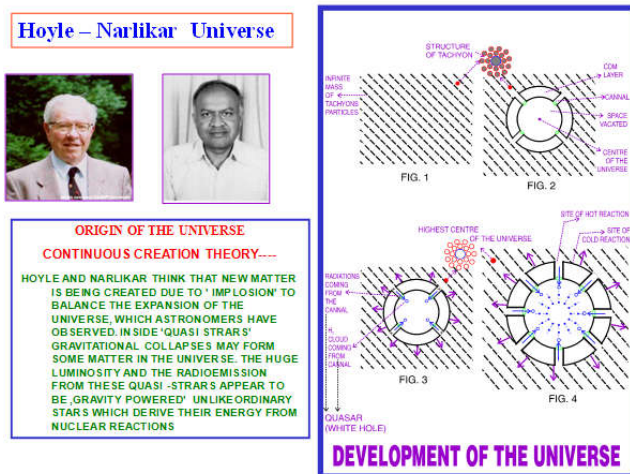 Hoyle – Narlikar Universe
ORIGIN OF THE UNIVERSE
CONTINUOUS CREATION THEORY----
HOYLE AND NARLIKAR THINK THAT NEW MATTER
IS BEING CREATED DUE TO ' IMPLOSION' TO
BALANCE THE EXPANSION OF THE
UNIVERSE, WHICH ASTRONOMERS HAVE
OBSERVED. INSIDE 'QUASI STRARS'
GRAVITATIONAL COLLAPSES MAY FORM
SOME MATTER IN THE UNIVERSE. THE HUGE
LUMINOSITY AND THE RADIOEMISSION
FROM THESE QUASI -STRARS APPEAR TO
BE ,GRAVITY POWERED' UNLIKEORDINARY
STARS WHICH DERIVE THEIR ENERGY FROM
NUCLEAR REACTIONS
STRUCTURE
OF TACHYON
INFINITE
MASS
OF
TACHYONS
PARTICLES
FIG. 1
COM
LAYER
CANNAL
SPACE
VACATED
CENTRE
OF THE
UNIVERSE
FIG. 2
HIGHEST CENTRE
OF THE UNIVERSE
SITE OF HOT REACTION
SITE OF
COLD REACTION
RADIATIONS
COMING
FROM
THE
CANNAL
H,
CLOUD
COMING
FROM
CANNAL
FIG. 3
FIG. 4
QUASAR
(WHITE HOLE)
DEVELOPMENT OF THE UNIVERSE